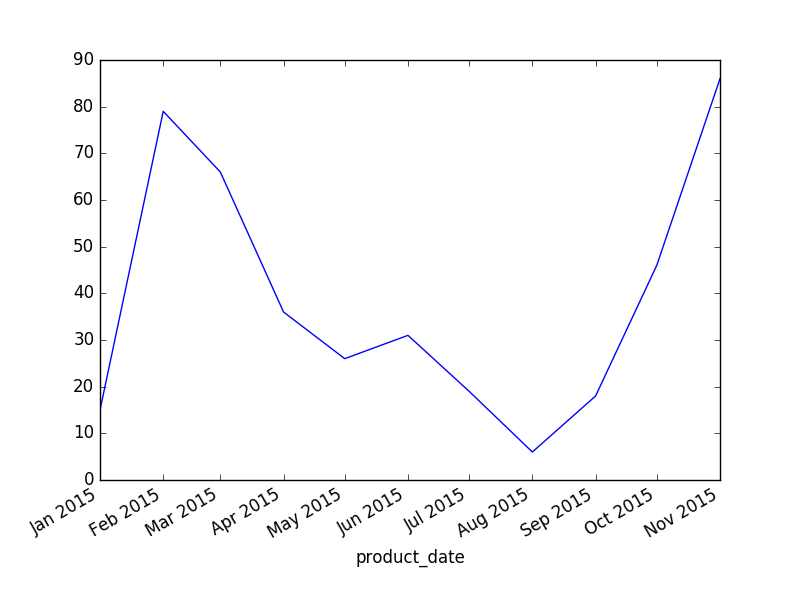 90
80
70
60
50
40
30
20
10
0
Jan 2015
Feb 2015
Mar 2015
Apr 2015
May 2015
Jun 2015
Jul 2015
Aug 2015
Sep 2015
Oct 2015
Nov 2015
product_date